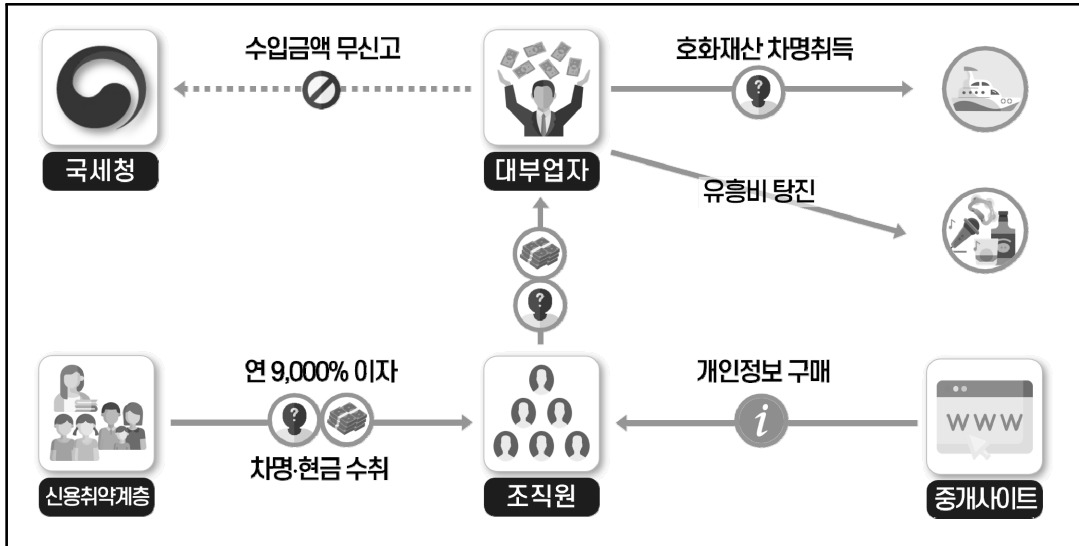 수입금액 무신고
호화재산 차명취득
국세청
대부업자
유흥비 탕진
연 9,000% 이자
개인정보 구매
차명·현금 수취
신용취약계층
조직원
중개사이트
WWW
?
?
?
i